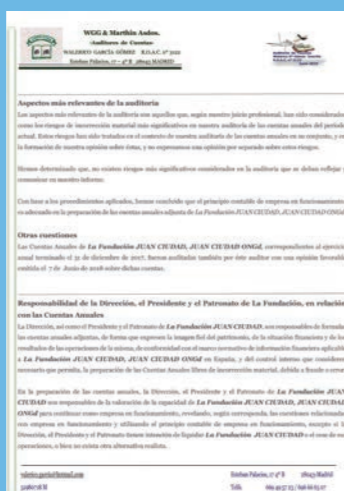 WGG & Marthin Asdos.
-Auditores de Cuentas-
WALERICO GARCÍA GÓMEZ R.O.A.C. nº
Esteban Palacios, 17 – 4º B 28043 MADRID
Aspectos más relevantes de la auditoria
Los aspectos más relevantes de la auditoría son aquellos que, según nuestro juicio profesional, han sido considerados
como los riesgos de incorrección material más significativos en nuestra auditoría de las cuentas anuales del periodo
actual. Estos riesgos han sido tratados en el contexto de nuestra auditoría de las cuentas anuales en su conjunto, y en
la formación de nuestra opinión sobre éstas, y no expresamos una opinión por separado sobre estos riesgos.
Hemos determinado que, no existen riesgos más significativos considerados en la auditoría que se deban reflejar o
comunicar en nuestro informe.
Con base a los procedimientos aplicados, hemos concluido que el principio contable de empresa en funcionamiento,
es adecuado en la preparación de las cuentas anuales adjunta de La Fundación JUAN CIUDAD, JUAN CIUDAD ONGd
Otras cuestiones
Las Cuentas Anuales de La Fundación JUAN CIUDAD, JUAN CIUDAD ONGd, correspondientes al ejercicio
anual terminado el 31 de diciembre de 2017, fueron auditadas también por éste auditor con una opinión favorable
emitida el 7 de Junio de 2018 sobre dichas cuentas.
Responsabilidad de la Dirección, el Presidente y el Patronato de La Fundación, en relación
con las Cuentas Anuales
La Dirección, así como el Presidente y el Patronato de La Fundación JUAN CIUDAD, son responsables de formular
las cuentas anuales adjuntas, de forma que expresen la imagen fiel del patrimonio, de la situación financiera y de los
resultados de las operaciones de la misma, de conformidad con el marco normativo de información financiera aplicable
a La Fundación JUAN CIUDAD, JUAN CIUDAD ONGd en España, y del control interno que consideren
necesario que permita, la preparación de las Cuentas Anuales libres de incorrección material, debida a fraude o error.
En la preparación de las cuentas anuales, la Dirección, el Presidente y el Patronato de La Fundación JUAN
CIUDAD son responsables de la valoración de la capacidad de La Fundación JUAN CIUDAD, JUAN CIUDAD
ONGd para continuar como empresa en funcionamiento, revelando, según corresponda, las cuestiones relacionadas
con empresa en funcionamiento y utilizando el principio contable de empresa en funcionamiento, excepto si la
Dirección, el Presidente y el Patronato tienen intención de liquidar La Fundación JUAN CIUDAD o el cese de sus
operaciones, o bien no exista otra alternativa realista.
Esteban Palacios, 17 4º B 28043 Madrid